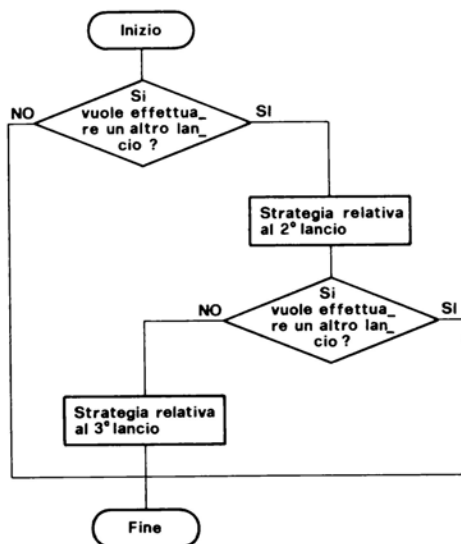 Inizio
Si
vuole effettua_
re un altro lan_
cio ?
NO
SI
Strategia relativa
al 2° lancio
Si
vuole effettua_
re un altro lan_
cio ?
NO
SI
Strategia relativa
al 3° lancio
Fine